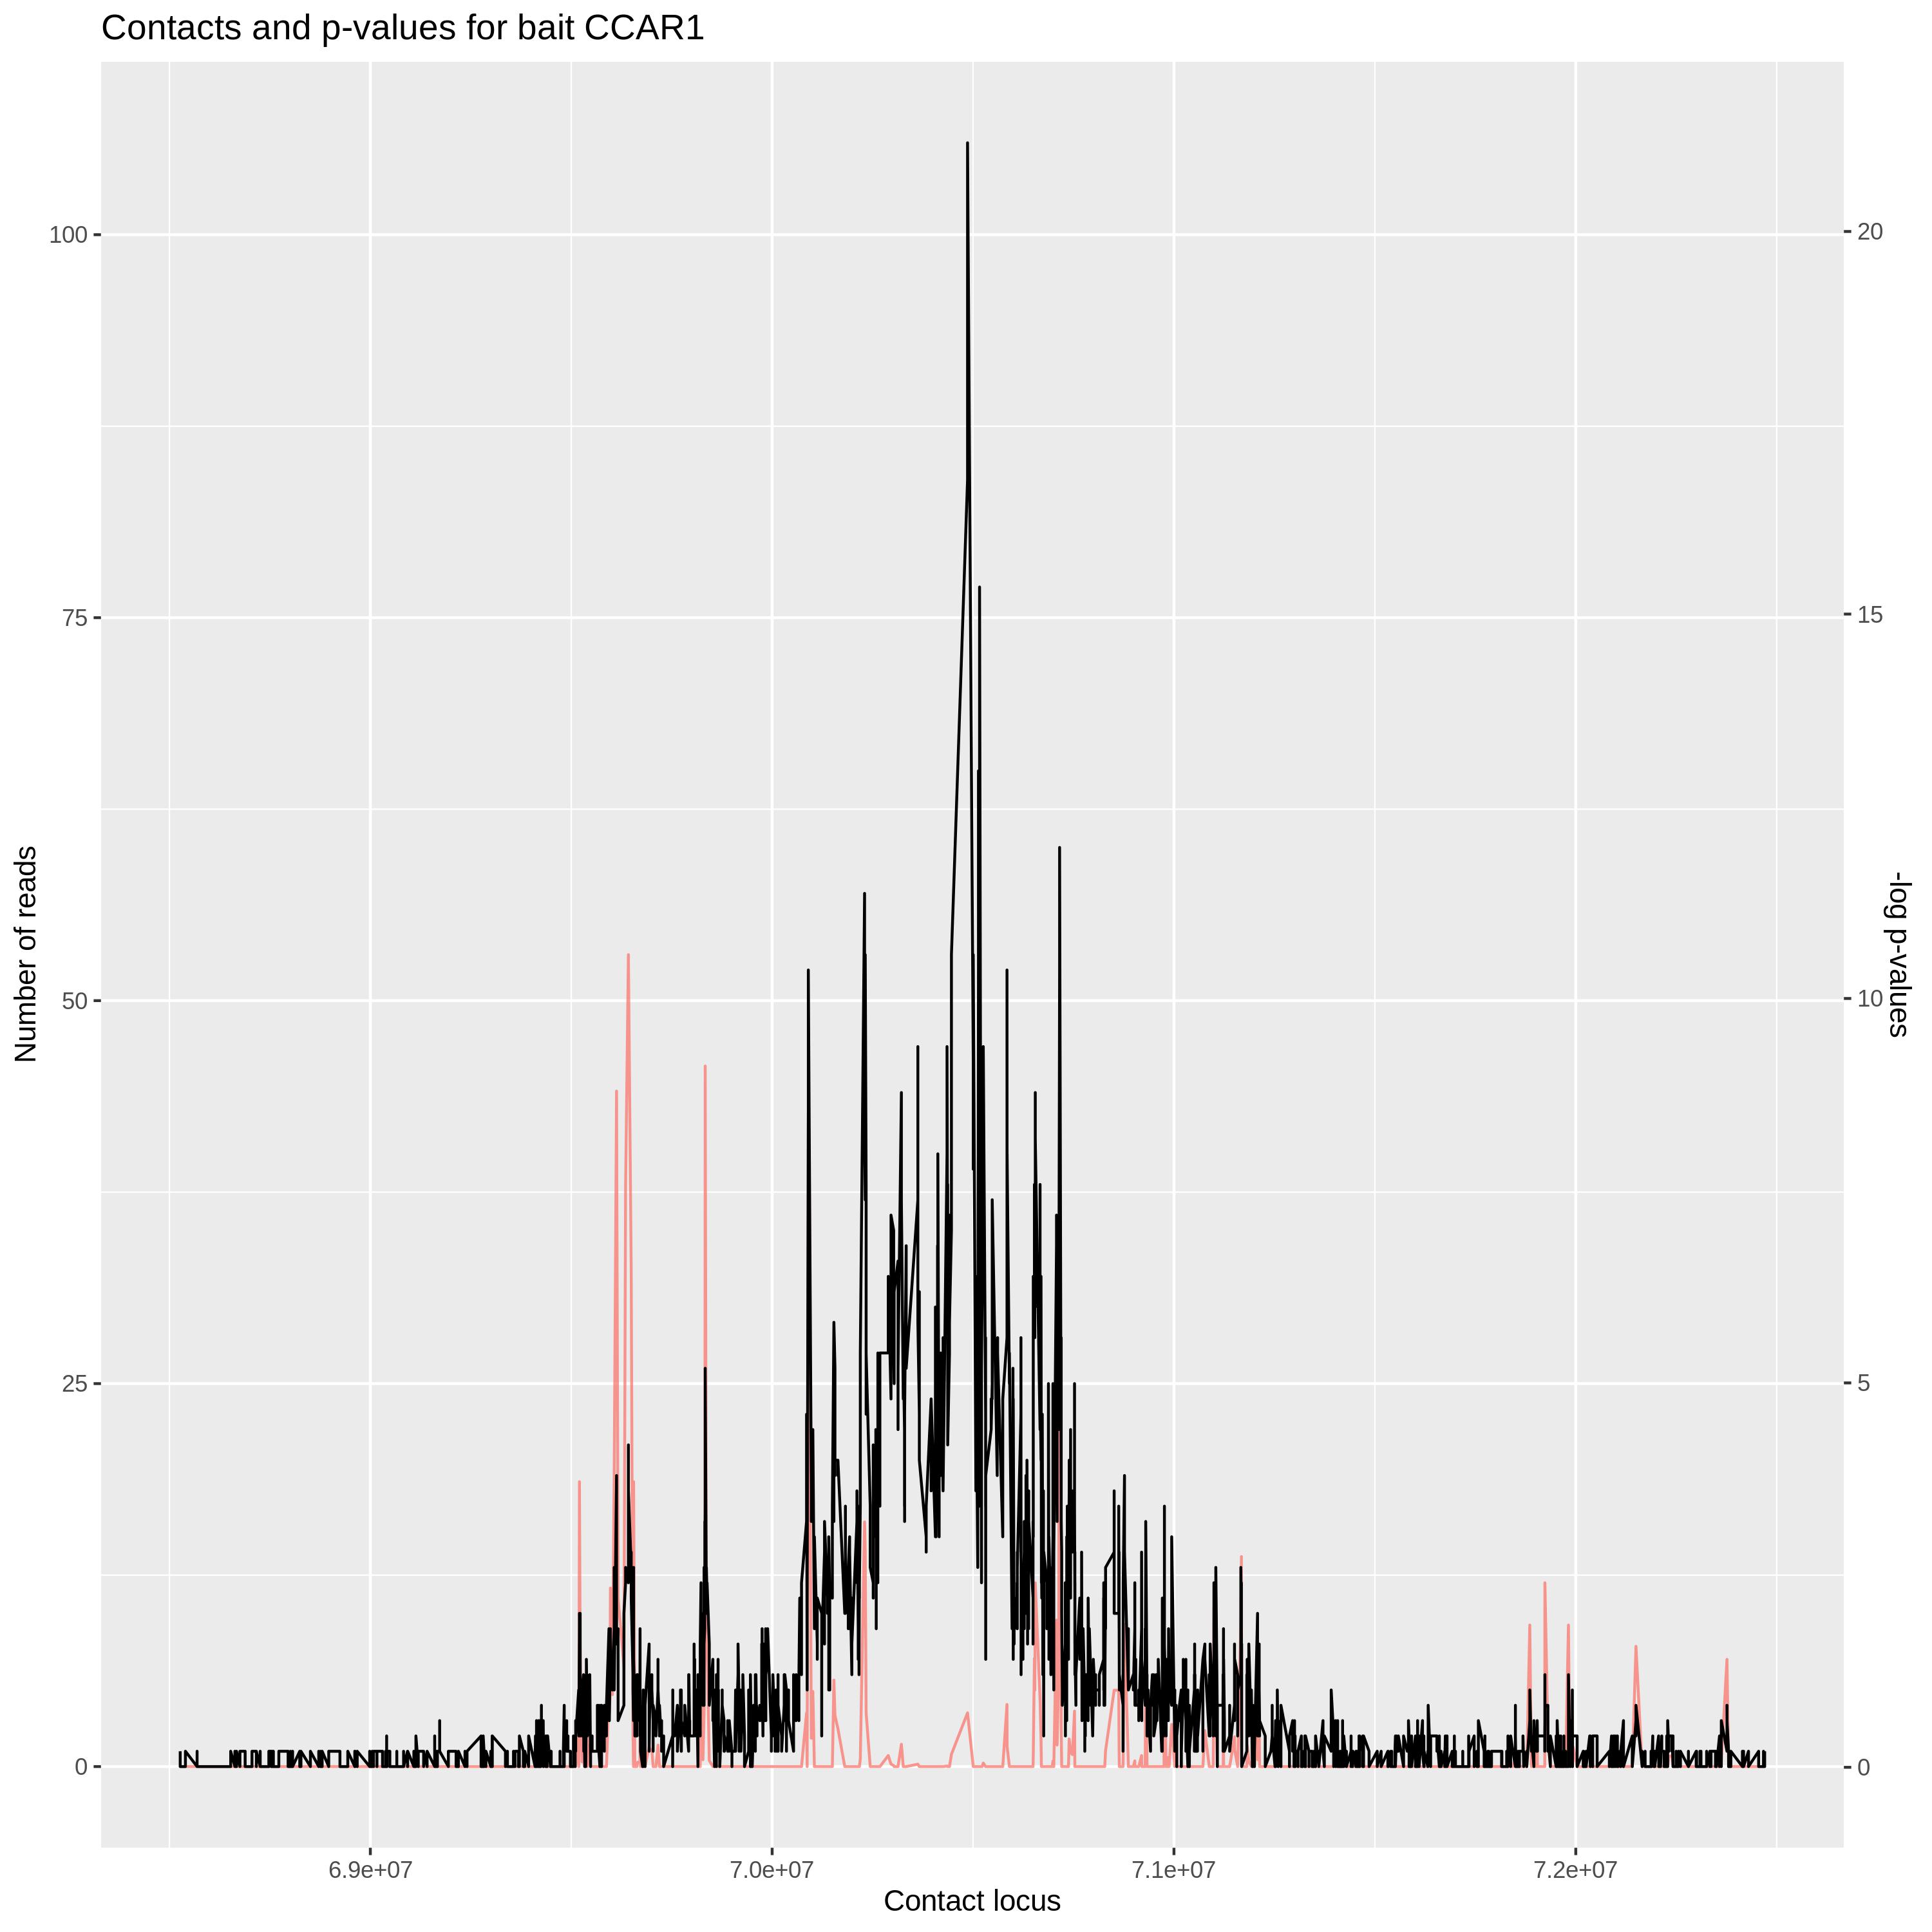 Contacts and p-values for bait CCAR1
100
75
50
25
0
Number of reads
20
15
10
5
0
-log p-values
6.9e+07
7.0e+07
7.1e+07
7.2e+07
Contact locus